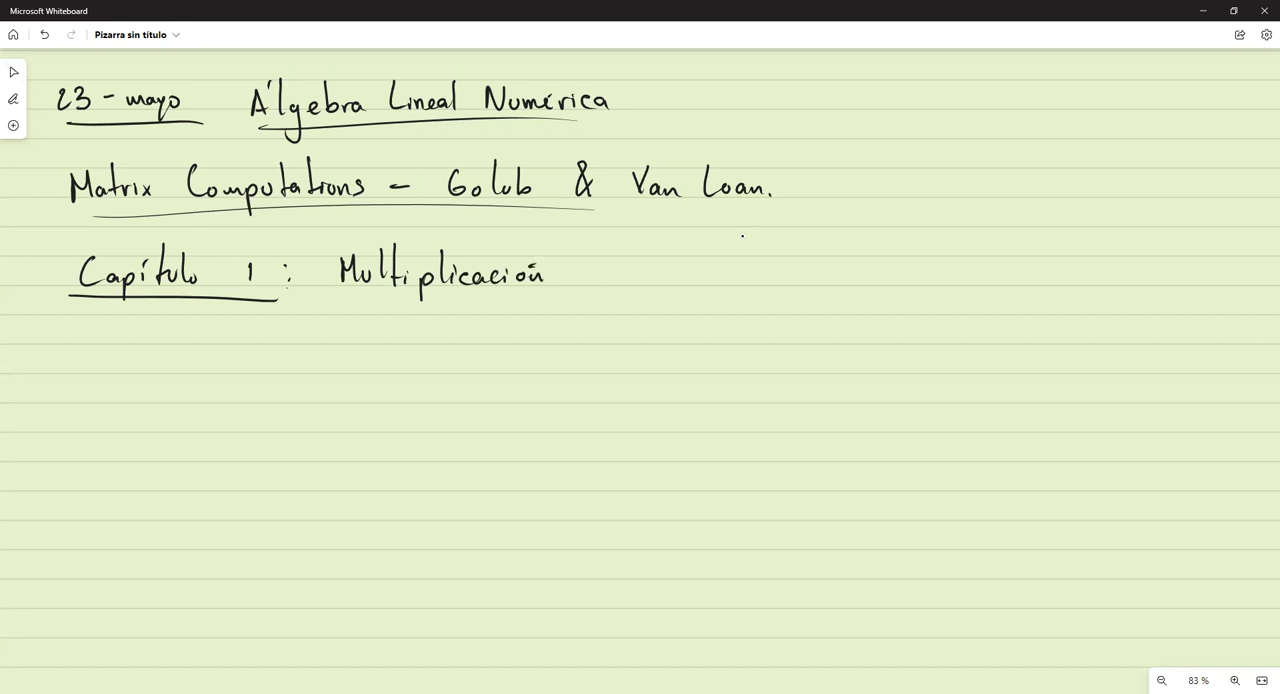 Microsoft Whiteboard
Pizarra sin título
23 - mayo Álgebra Lineal Numérica
Matrix Computations - Golub & Van Loan.
Capítulo 1 : Multiplicación
83 %